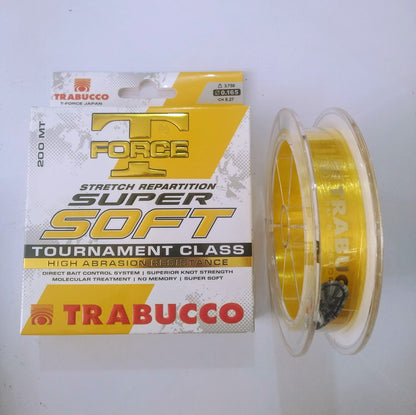 TRABUCCO
T-FORCE JAPAN
Ø 0.165
200 MT
T
FORCE
STRETCH REPARTITION
SUPER
SOFT
TOURNAMENT CLASS
HIGH ABRASION RESISTANCE
DIRECT BAIT CONTROL SYSTEM | SUPERIOR KNOT STRENGTH
MOLECULAR TREATMENT | NO MEMORY | SUPER SOFT
TRABUCCO
TRABUCCO